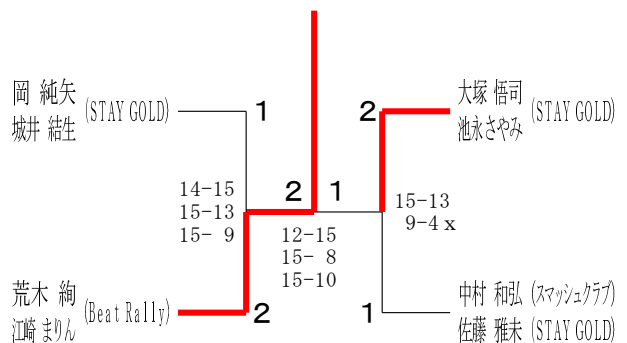 岡 純矢
城井 結生
(STAY GOLD)
1
2
大塚 悟司
池永さやみ
(STAY GOLD)
14-15
15-13
15- 9
2
1
12-15
15- 8
15-10
15-13
9-4 x
荒木 絢
江崎 まりん
(Beat Rally)
2
1
中村 和弘 (スマッシュクラブ)
佐藤 雅未 (STAY GOLD)